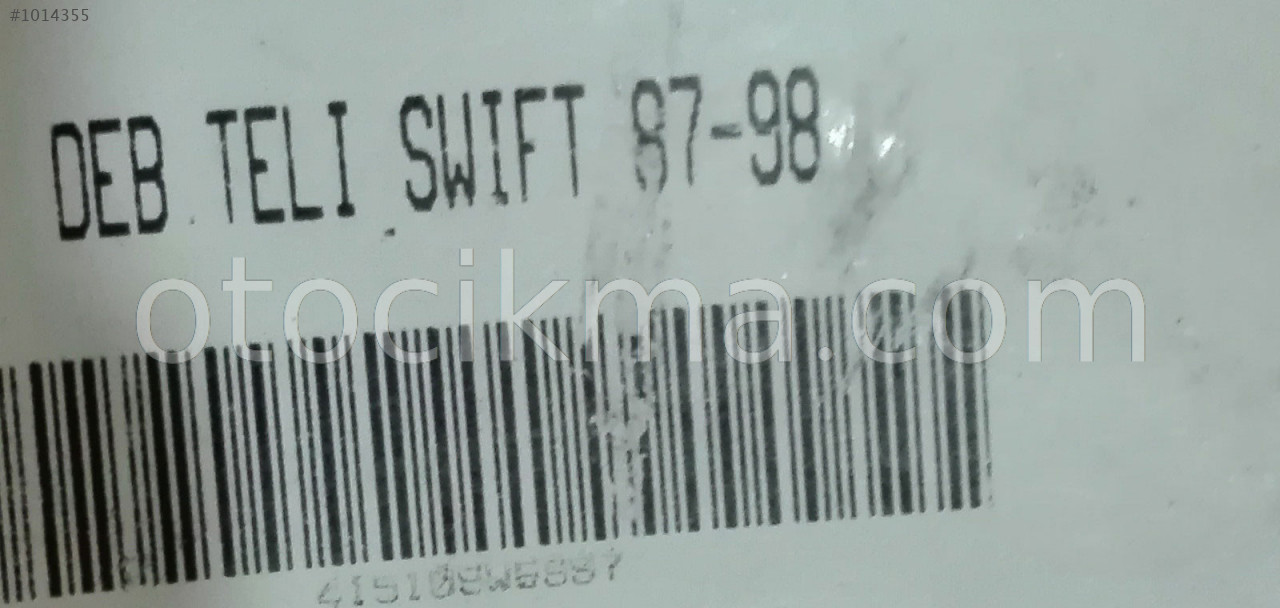 #1014355
DEB TELI SWIFT 87-98
otocikma.com